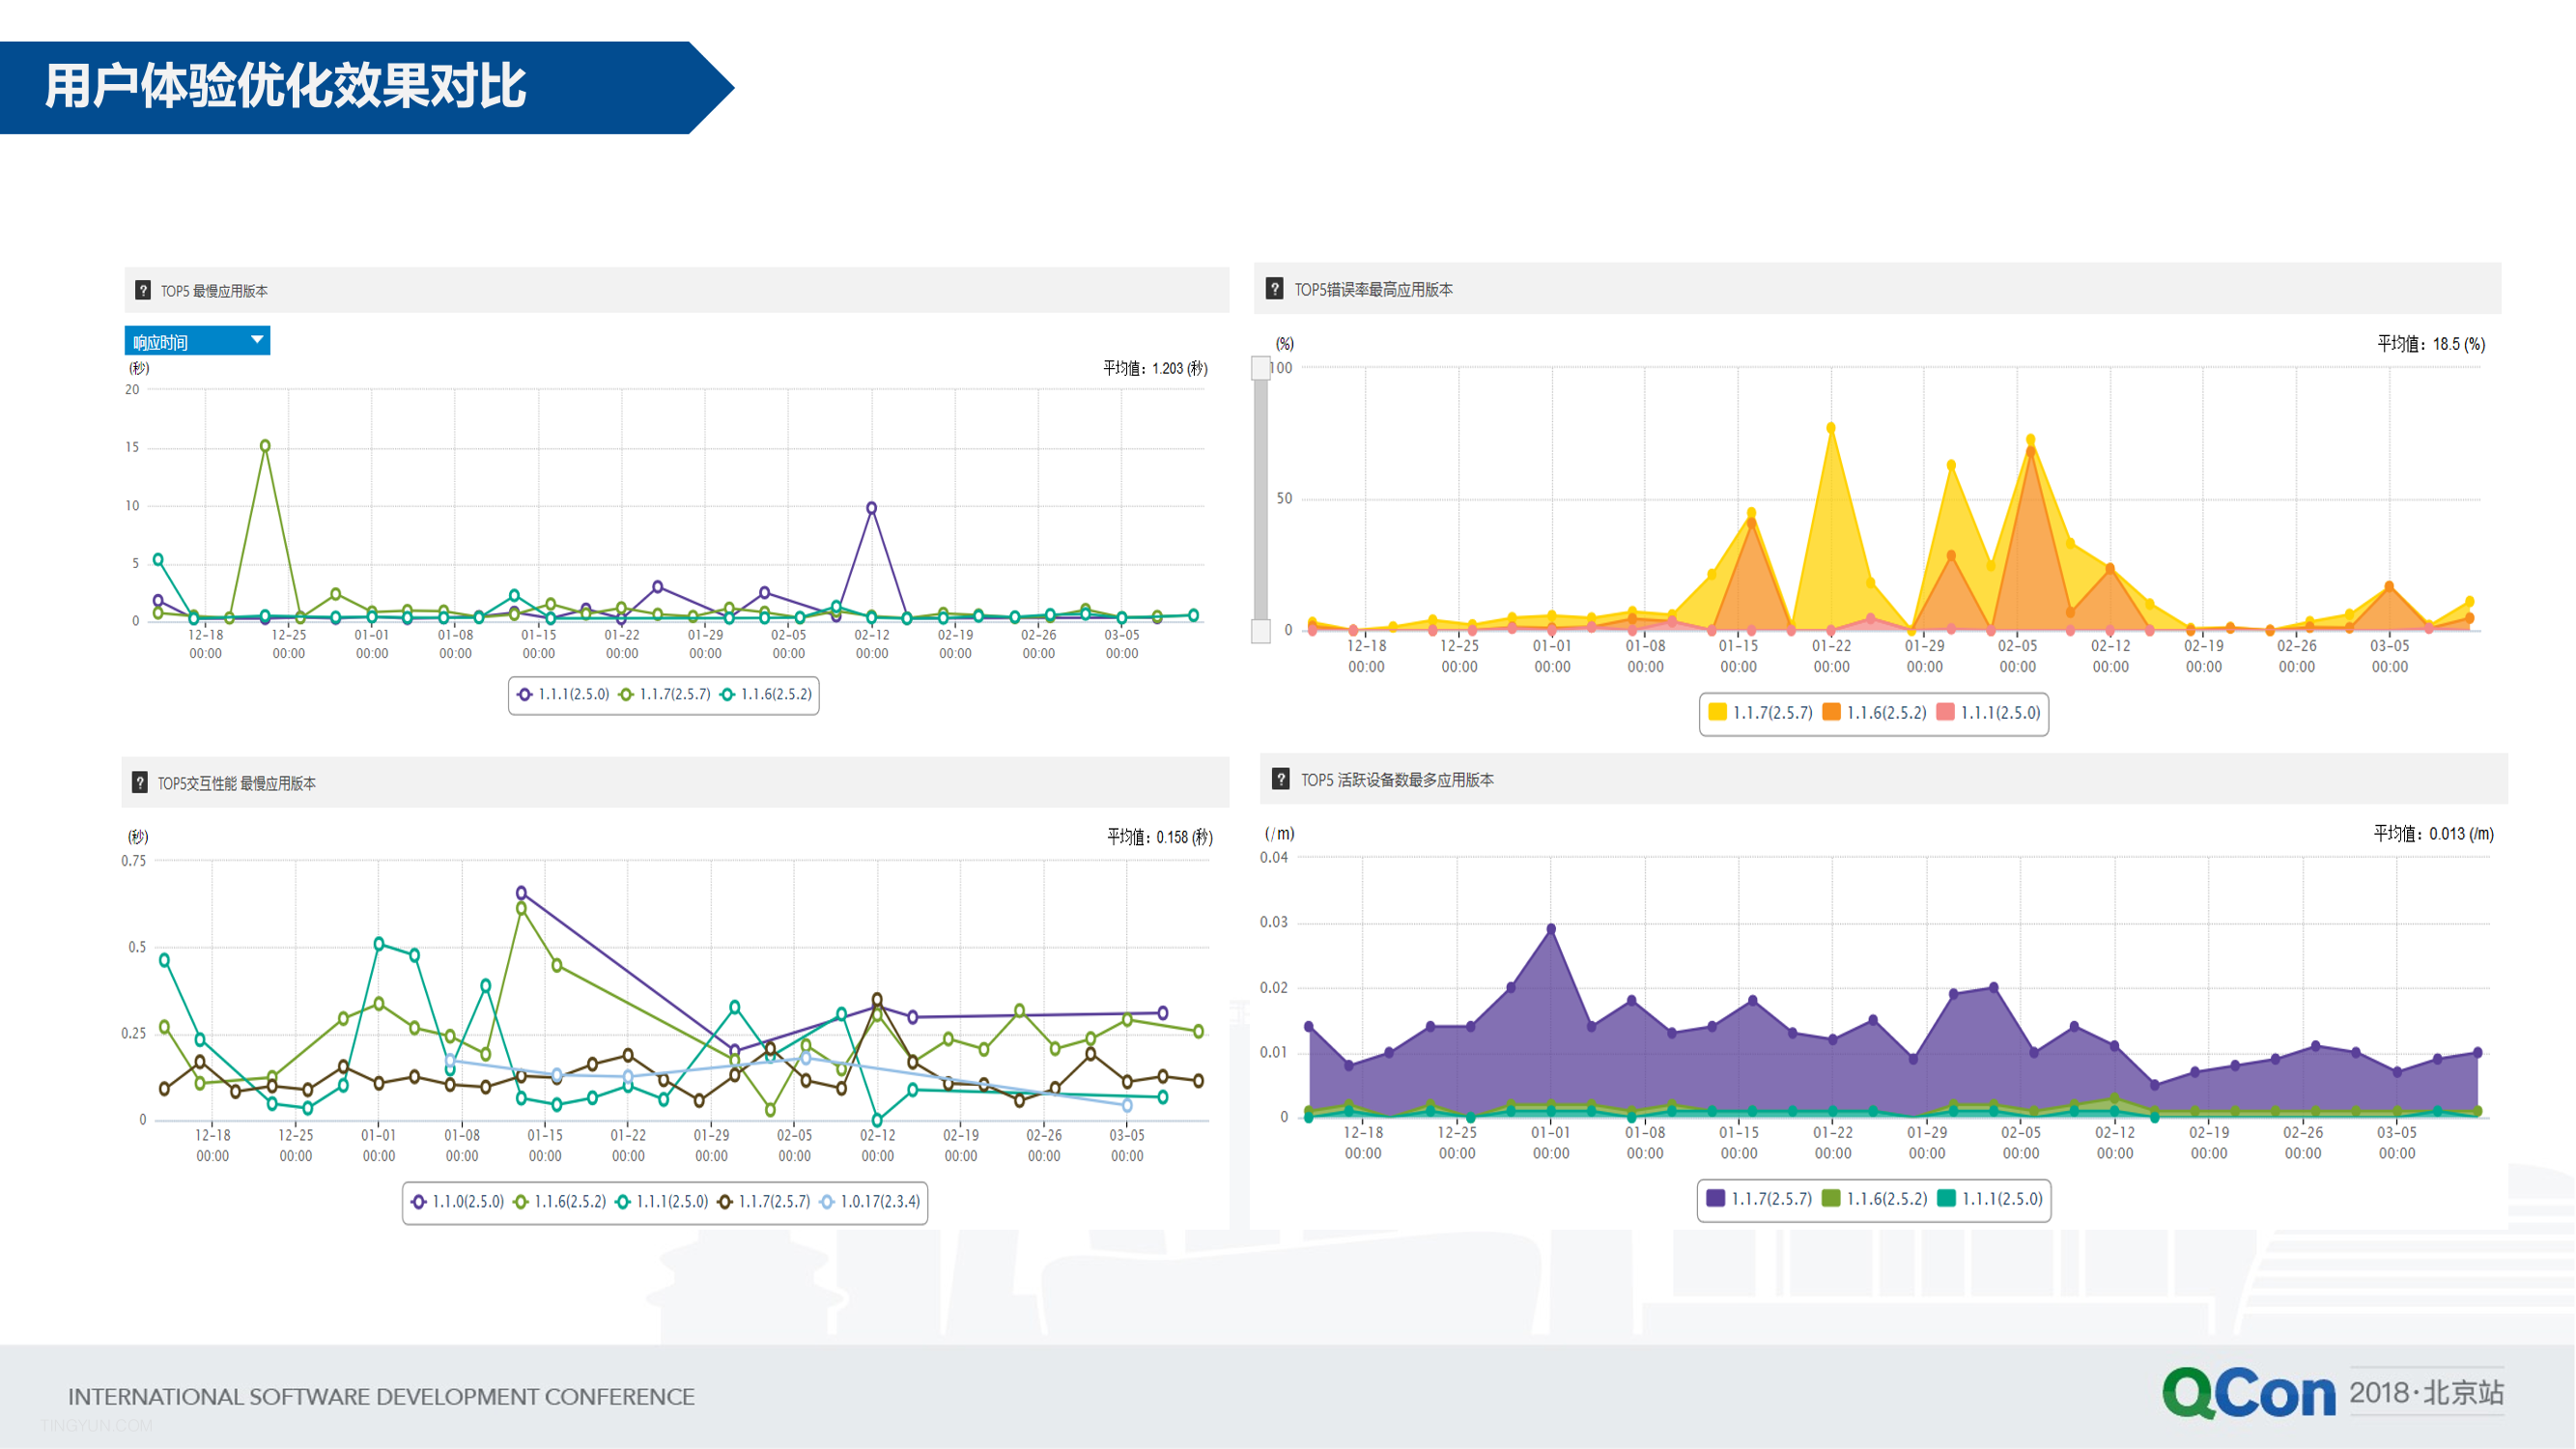 用户体验优化效果对比
? TOP5 最慢应用版本
响应时间
(秒)
平均值：1.203 (秒)
20
15
10
5
0
12-18 12-25 01-01 01-08 01-15 01-22 01-29 02-05 02-12 02-19 02-26 03-05
00:00 00:00 00:00 00:00 00:00 00:00 00:00 00:00 00:00 00:00 00:00 00:00
1.1.1(2.5.0) 1.1.7(2.5.7) 1.1.6(2.5.2)
? TOP5错误率最高应用版本
(%)
平均值：18.5 (%)
100
50
0
12-18 12-25 01-01 01-08 01-15 01-22 01-29 02-05 02-12 02-19 02-26 03-05
00:00 00:00 00:00 00:00 00:00 00:00 00:00 00:00 00:00 00:00 00:00 00:00
1.1.7(2.5.7) 1.1.6(2.5.2) 1.1.1(2.5.0)
? TOP5交互性能 最慢应用版本
(秒)
平均值：0.158 (秒)
0.75
0.5
0.25
0
12-18 12-25 01-01 01-08 01-15 01-22 01-29 02-05 02-12 02-19 02-26 03-05
00:00 00:00 00:00 00:00 00:00 00:00 00:00 00:00 00:00 00:00 00:00 00:00
1.1.0(2.5.0) 1.1.6(2.5.2) 1.1.1(2.5.0) 1.1.7(2.5.7) 1.0.17(2.3.4)
? TOP5 活跃设备数最多应用版本
(/m)
平均值：0.013 (/m)
0.04
0.03
0.02
0.01
0
12-18 12-25 01-01 01-08 01-15 01-22 01-29 02-05 02-12 02-19 02-26 03-05
00:00 00:00 00:00 00:00 00:00 00:00 00:00 00:00 00:00 00:00 00:00 00:00
1.1.7(2.5.7) 1.1.6(2.5.2) 1.1.1(2.5.0)
INTERNATIONAL SOFTWARE DEVELOPMENT CONFERENCE
TINGYUN.COM
QCon 2018·北京站